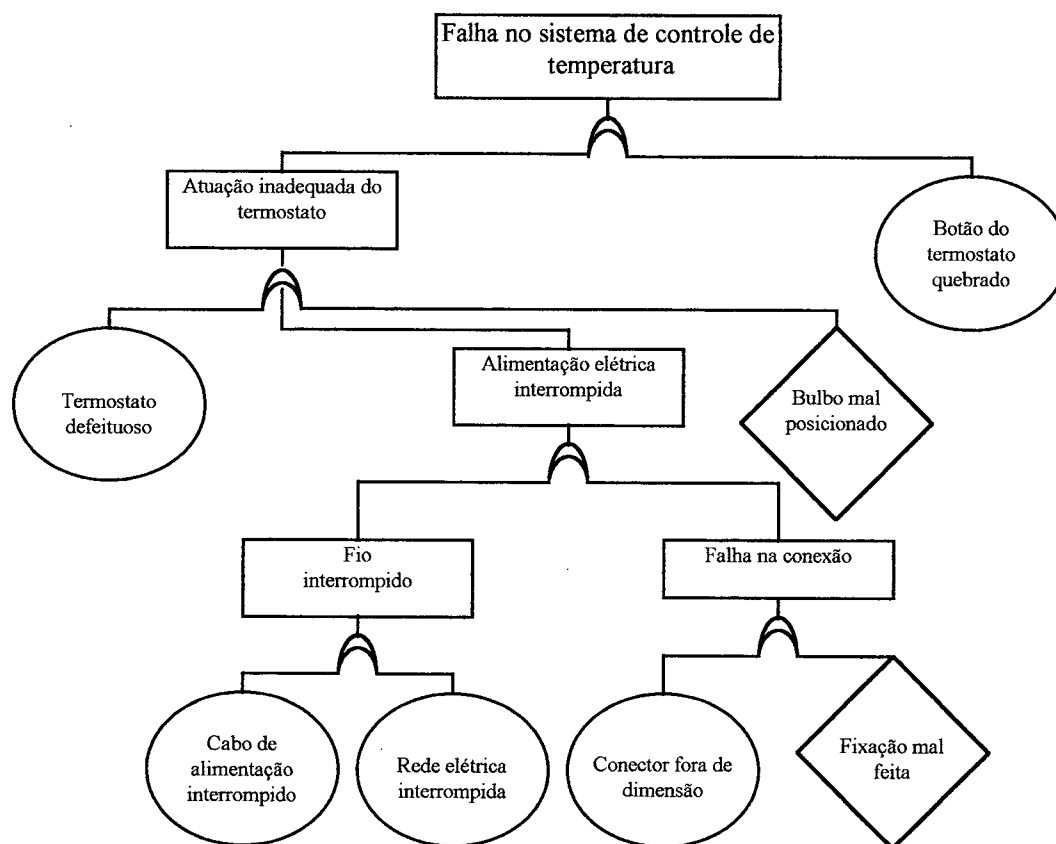 Falha no sistema de controle de
temperatura
Atuação inadequada do
termostato
Botão do
termostato
quebrado
Termostato
defeituoso
Alimentação elétrica
interrompida
Bulbo mal
posicionado
Fio
interrompido
Falha na conexão
Cabo de
alimentação
interrompido
Rede elétrica
interrompida
Conector fora de
dimensão
Fixação mal
feita